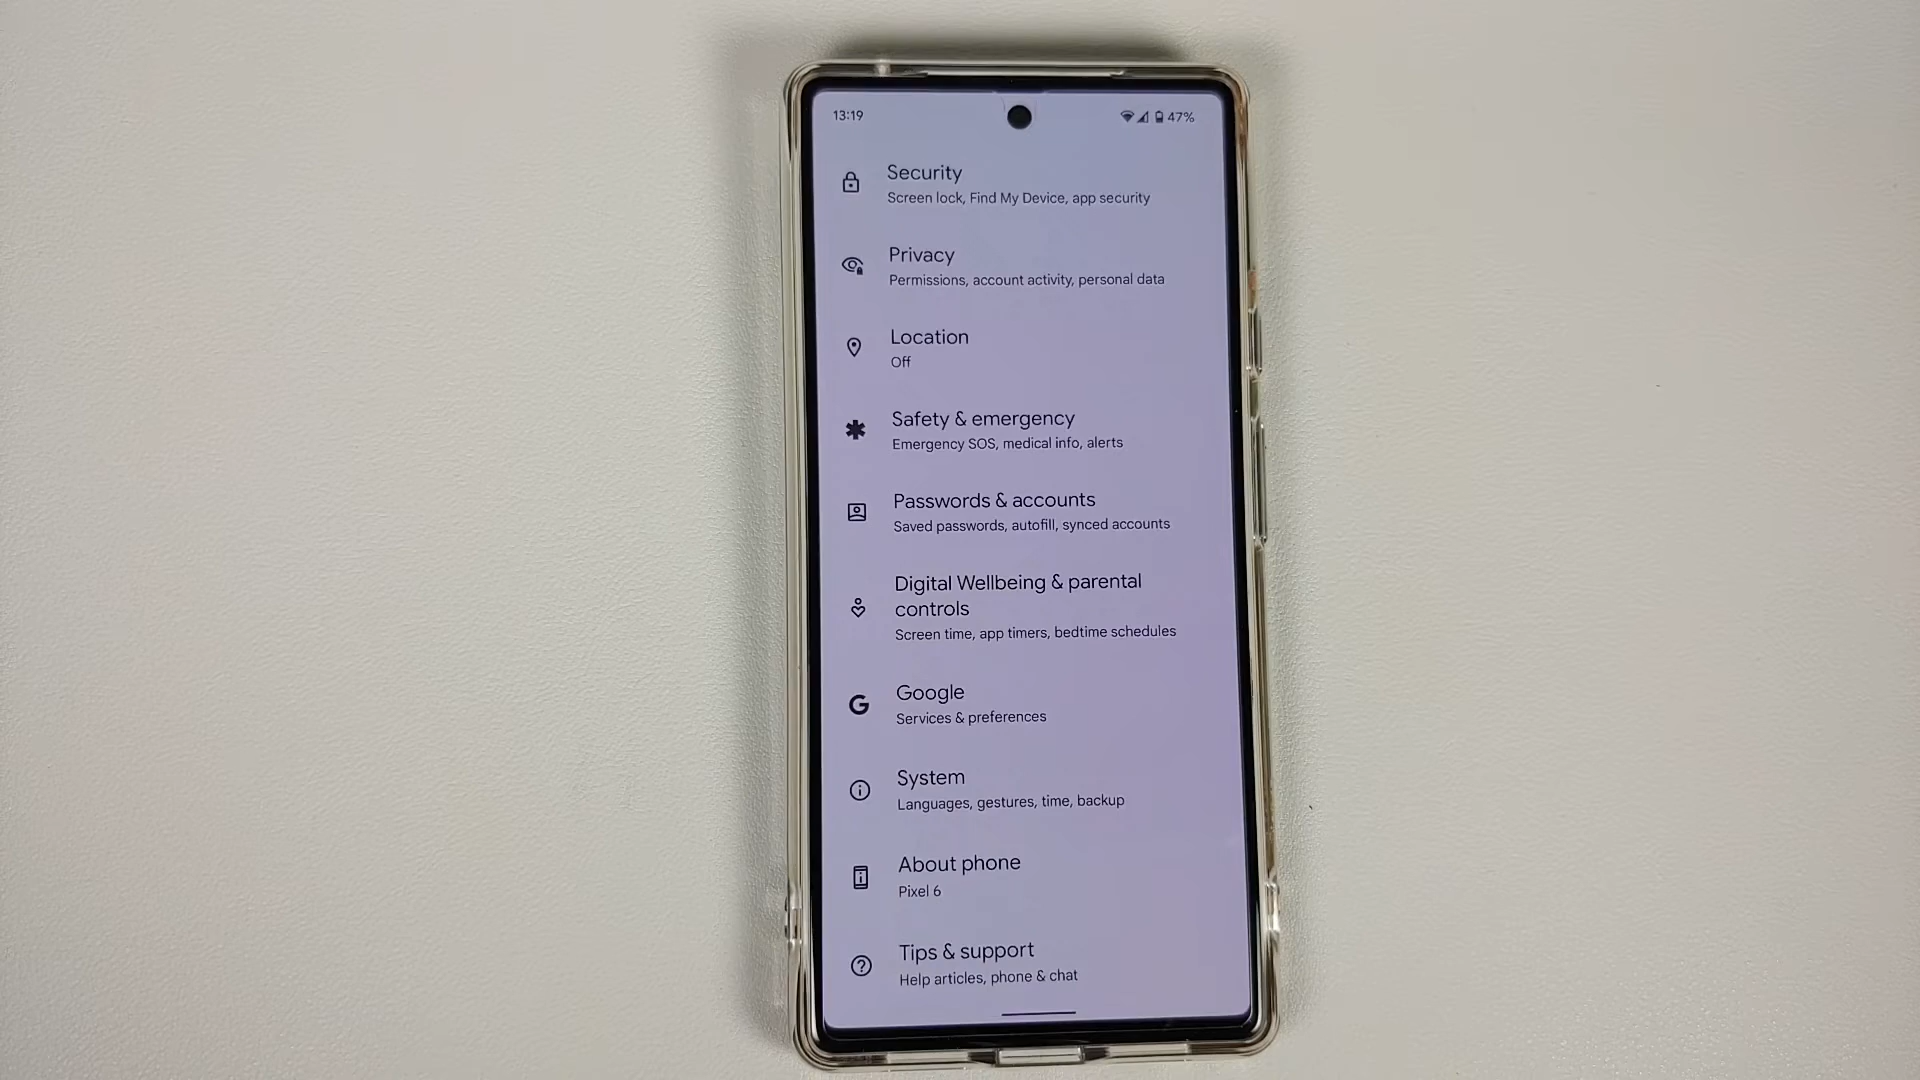 13:19
47%
Security
Screen lock, Find My Device, app security
Privacy
Permissions, account activity, personal data
Location
Off
Safety & emergency
Emergency SOS, medical info, alerts
Passwords & accounts
Saved passwords, autofill, synced accounts
Digital Wellbeing & parental
controls
Screen time, app timers, bedtime schedules
Google
Services & preferences
System
Languages, gestures, time, backup
About phone
Pixel 6
Tips & support
Help articles, phone & chat